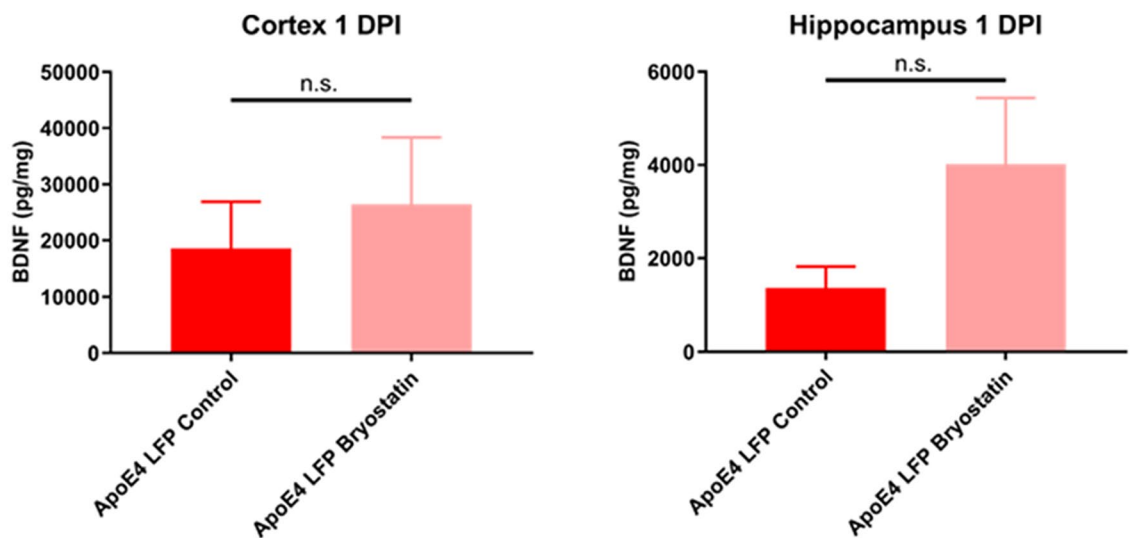 Cortex 1 DPI
BDNF (pg/mg)
50000
40000
30000
20000
10000
0
n.s.
ApoE4 LFP Control
ApoE4 LFP Bryostatin
Hippocampus 1 DPI
BDNF (pg/mg)
6000
4000
2000
0
n.s.
ApoE4 LFP Control
ApoE4 LFP Bryostatin